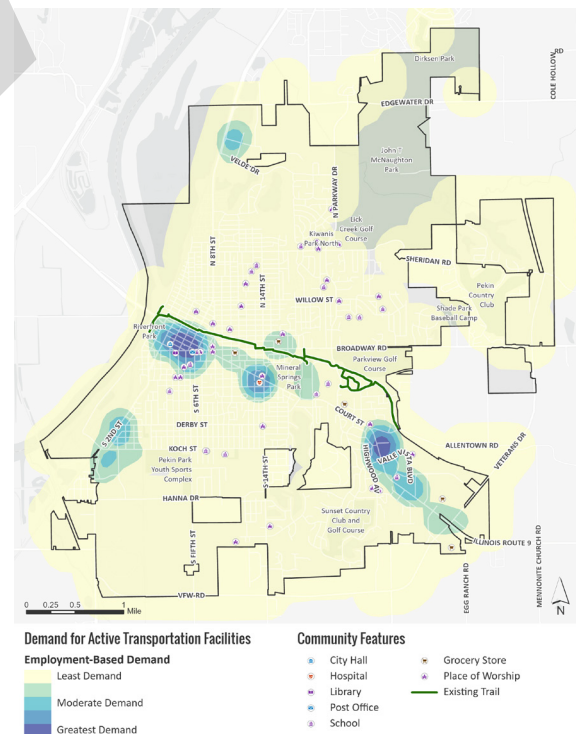 Dirksen Park
COLE HOLLOW RD
EDGEWATER DR
John T
McNaughton
Park
VELDE DR
N PARKWAY DR
Lick
Creek Golf
Course
Kiwanis
Park North
N 8TH ST
SHERIDAN RD
N 14TH ST
Pekin
Country
Club
WILLOW ST
Shade Park
Baseball Camp
Riverfront
Park
BROADWAY RD
Parkview Golf
Course
Mineral
Springs
Park
S 6TH ST
COURT ST
DERBY ST
S 2ND ST
ALLENTOWN RD
VETERANS DR
KOCH ST
VALLE VISTA BLVD
HIGHWOOD AV
Pekin Park
Youth Sports
Complex
S 14TH ST
HANNA DR
Sunset Country
Club and
Golf Course
S FIFTH ST
ILLINOIS ROUTE 9
MENNONITE CHURCH RD
EGG RANCH RD
VFW RD
0 0.25 0.5 1
Mile
N
Demand for Active Transportation Facilities
Employment-Based Demand
Least Demand
Moderate Demand
Greatest Demand
Community Features
City Hall
Hospital
Library
Post Office
School
Grocery Store
Place of Worship
Existing Trail